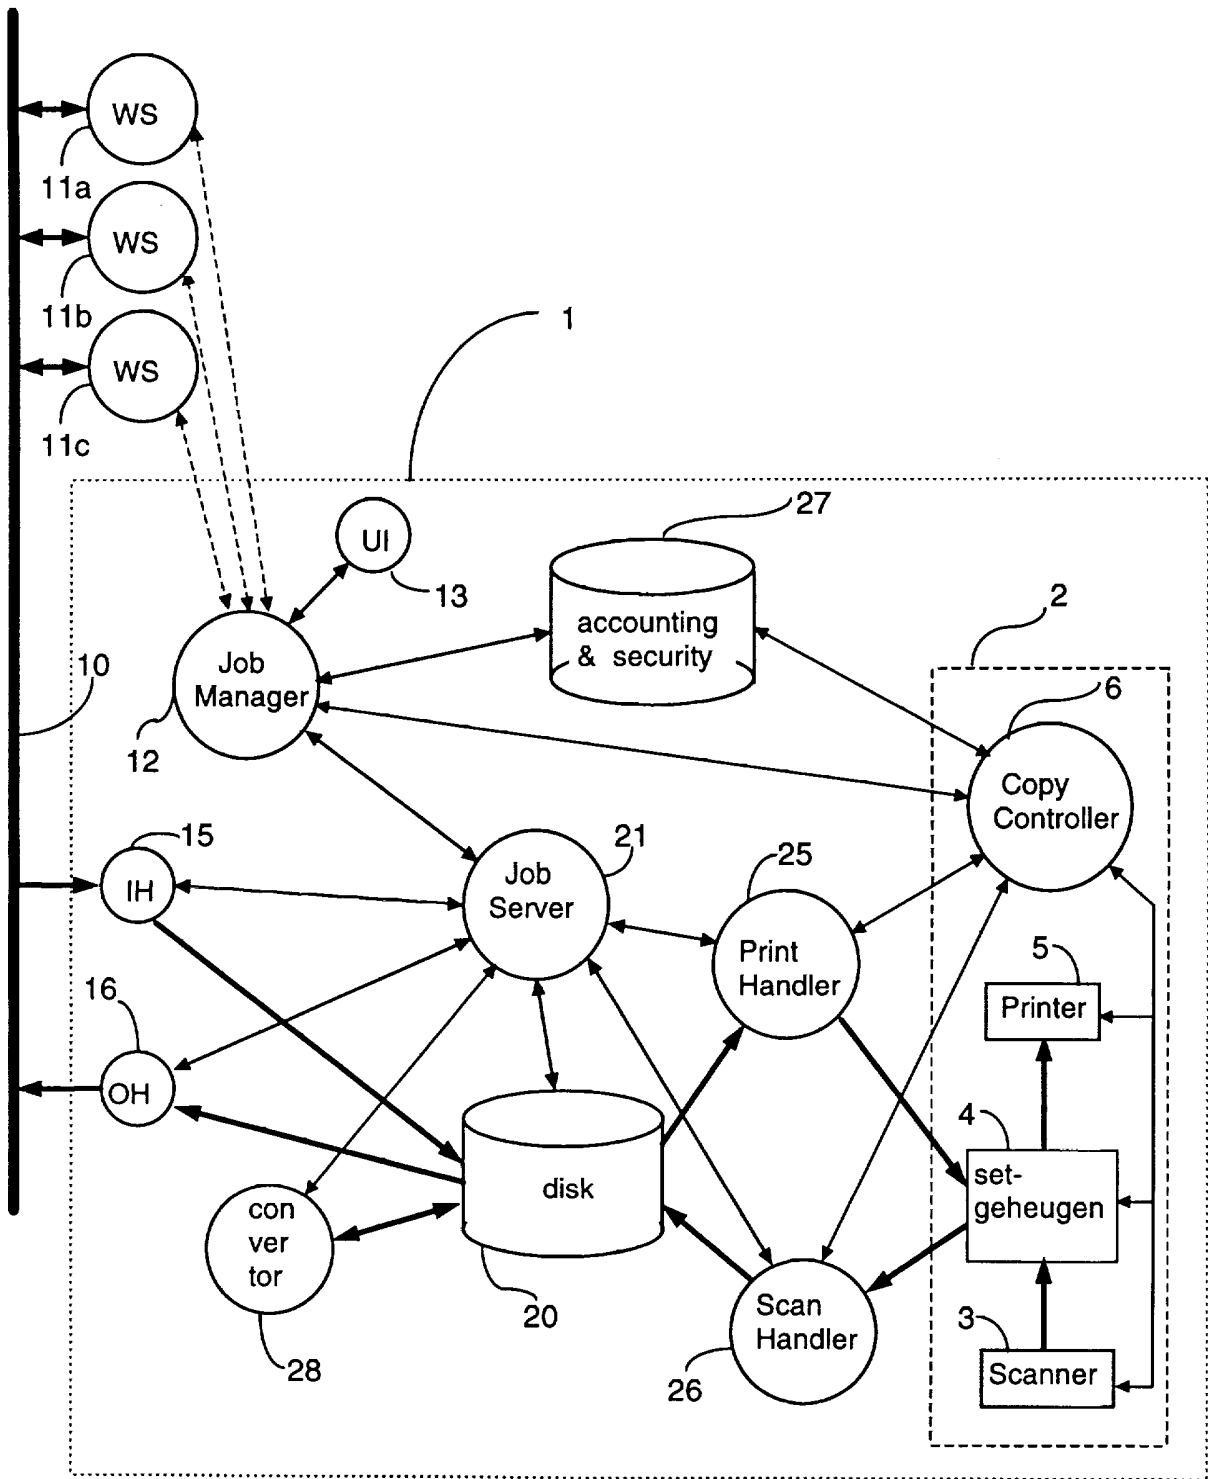 WS
11a
WS
11b
WS
11c
1
UI
13
27
accounting
& security
2
6
Job
Manager
10
12
Copy
Controller
15
IH
21
Job
Server
25
Print
Handler
16
OH
5
Printer
4
set-
geheugen
disk
20
con
ver
tor
28
Scan
Handler
26
3
Scanner